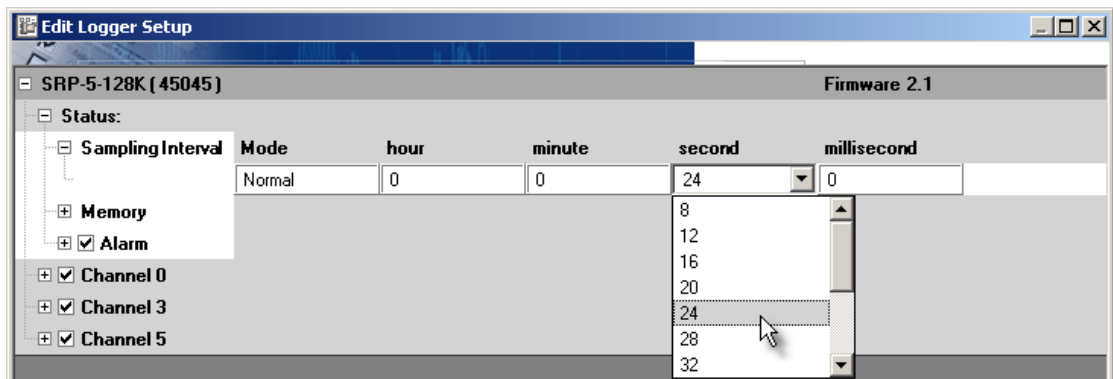 Edit Logger Setup
SRP-5-128K (45045) Firmware 2.1
Status:
Sampling Interval Mode hour minute second millisecond
Normal 0 0 24 0
8
Memory
12
Alarm
16
Channel 0
20
Channel 3
24
Channel 5
28
32